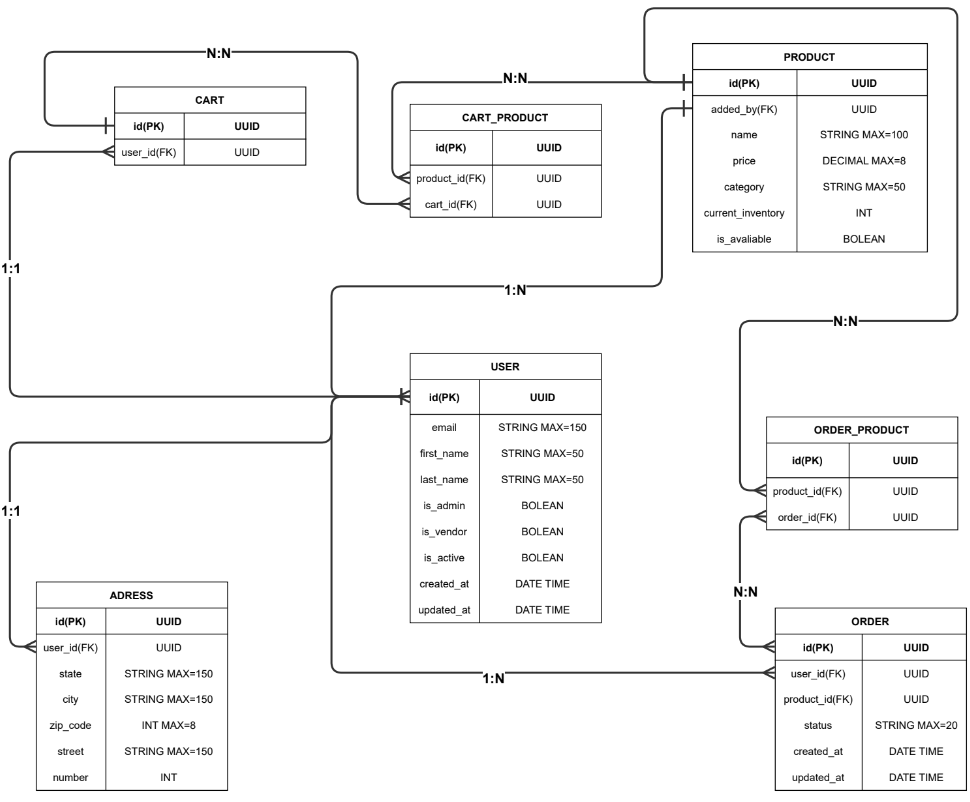 N:N
CART
id(PK) UUID
user_id(FK) UUID
N:N
CART_PRODUCT
id(PK) UUID
product_id(FK) UUID
cart_id(FK) UUID
PRODUCT
id(PK) UUID
added_by(FK) UUID
name STRING MAX=100
price DECIMAL MAX=8
category STRING MAX=50
current_inventory INT
is_avaliable BOLEAN
1:1
1:N
N:N
USER
id(PK) UUID
email STRING MAX=150
first_name STRING MAX=50
last_name STRING MAX=50
is_admin BOLEAN
is_vendor BOLEAN
is_active BOLEAN
created_at DATE TIME
updated_at DATE TIME
ORDER_PRODUCT
id(PK) UUID
product_id(FK) UUID
order_id(FK) UUID
1:1
N:N
ADRESS
id(PK) UUID
user_id(FK) UUID
state STRING MAX=150
city STRING MAX=150
zip_code INT MAX=8
street STRING MAX=150
number INT
1:N
ORDER
id(PK) UUID
user_id(FK) UUID
product_id(FK) UUID
status STRING MAX=20
created_at DATE TIME
updated_at DATE TIME